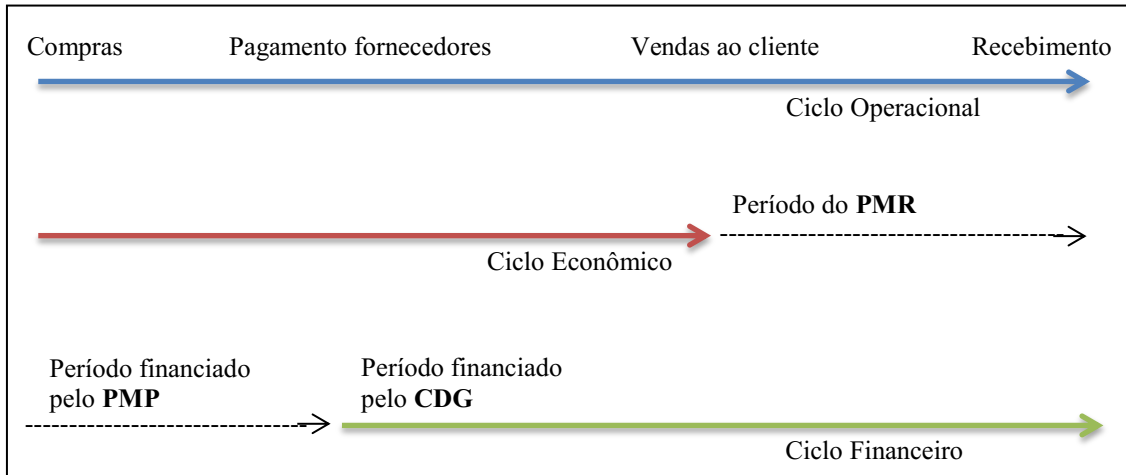 Compras Pagamento fornecedores Vendas ao cliente Recebimento
Ciclo Operacional
Período do PMR
Ciclo Econômico
Período financiado Período financiado
pelo PMP pelo CDG
Ciclo Financeiro